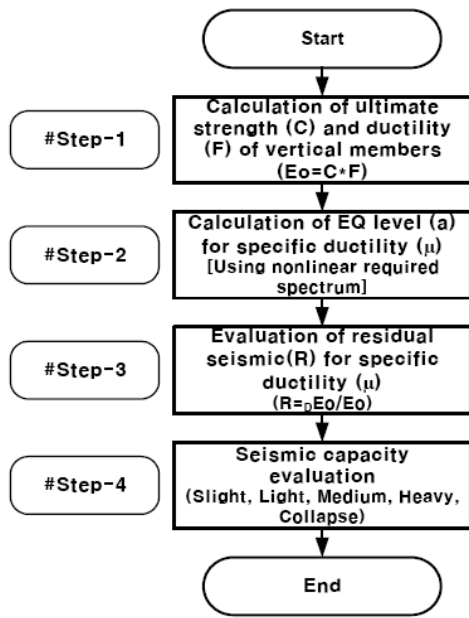 Start
#Step-1
Calculation of ultimate
strength (C) and ductility
(F) of vertical members
(Eo=C*F)
#Step-2
Calculation of EQ level (a)
for specific ductility (μ)
[Using nonlinear required
spectrum]
#Step-3
Evaluation of residual
seismic(R) for specific
ductility (μ)
(R=DEo/Eo)
#Step-4
Seismic capacity
evaluation
(Slight, Light, Medium, Heavy,
Collapse)
End